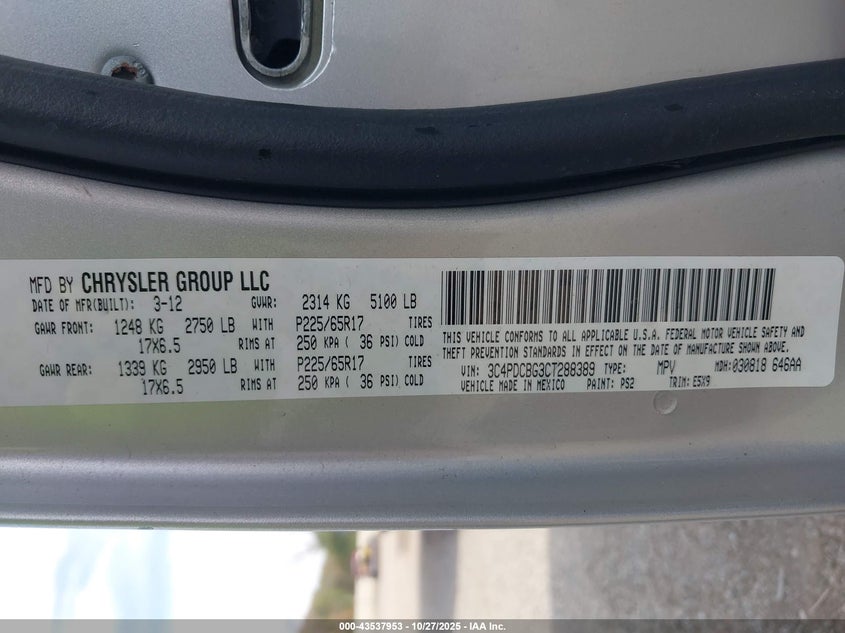 MFD BY CHRYSLER GROUP LLC
DATE OF MFR(BUILT): 3-12 GVWR: 2314 KG 5100 LB
GAWR FRONT: 1248 KG 2750 LB WITH P225/65R17 TIRES
17X6.5 RIMS AT 250 KPA ( 36 PSI) COLD
GAWR REAR: 1339 KG 2950 LB WITH P225/65R17 TIRES
17X6.5 RIMS AT 250 KPA ( 36 PSI) COLD
THIS VEHICLE CONFORMS TO ALL APPLICABLE U.S.A. FEDERAL MOTOR VEHICLE SAFETY AND
THEFT PREVENTION STANDARDS IN EFFECT ON THE DATE OF MANUFACTURE SHOWN ABOVE.
VIN: 3C4PDCBG3CT288389 TYPE: MPV MDH:030818 646AA
VEHICLE MADE IN MEXICO PAINT: PS2 TRIM: E5X9
000-43537953 - 10/27/2025 - IAA Inc.